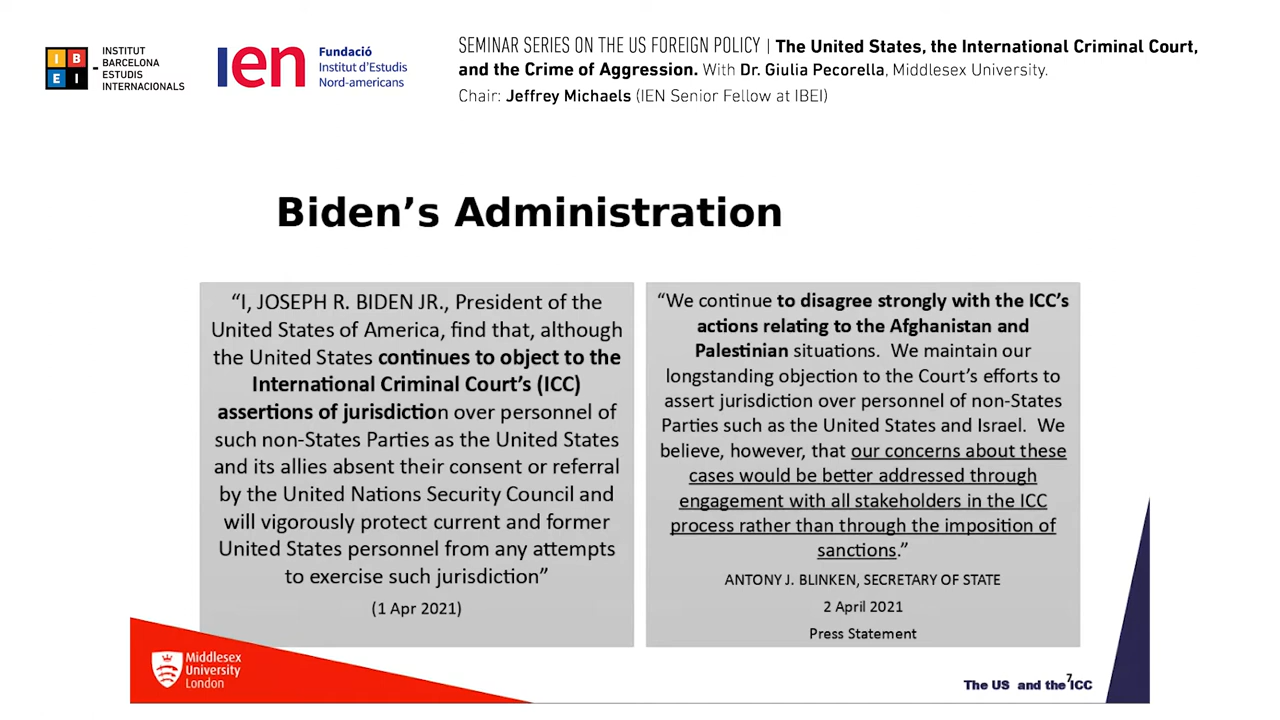 I B
E I
INSTITUT
BARCELONA
ESTUDIS
INTERNACIONALS
ien
Fundació
Institut d'Estudis
Nord-americans
SEMINAR SERIES ON THE US FOREIGN POLICY | The United States, the International Criminal Court,
and the Crime of Aggression. With Dr. Giulia Pecorella, Middlesex University.
Chair: Jeffrey Michaels (IEN Senior Fellow at IBEI)
Biden’s Administration
“I, JOSEPH R. BIDEN JR., President of the
United States of America, find that, although
the United States continues to object to the
International Criminal Court’s (ICC)
assertions of jurisdiction over personnel of
such non-States Parties as the United States
and its allies absent their consent or referral
by the United Nations Security Council and
will vigorously protect current and former
United States personnel from any attempts
to exercise such jurisdiction”
(1 Apr 2021)
“We continue to disagree strongly with the ICC’s
actions relating to the Afghanistan and
Palestinian situations.  We maintain our
longstanding objection to the Court’s efforts to
assert jurisdiction over personnel of non-States
Parties such as the United States and Israel.  We
believe, however, that our concerns about these
cases would be better addressed through
engagement with all stakeholders in the ICC
process rather than through the imposition of
sanctions.”
ANTONY J. BLINKEN, SECRETARY OF STATE
2 April 2021
Press Statement
Middlesex
University
London
The US and the ICC
7